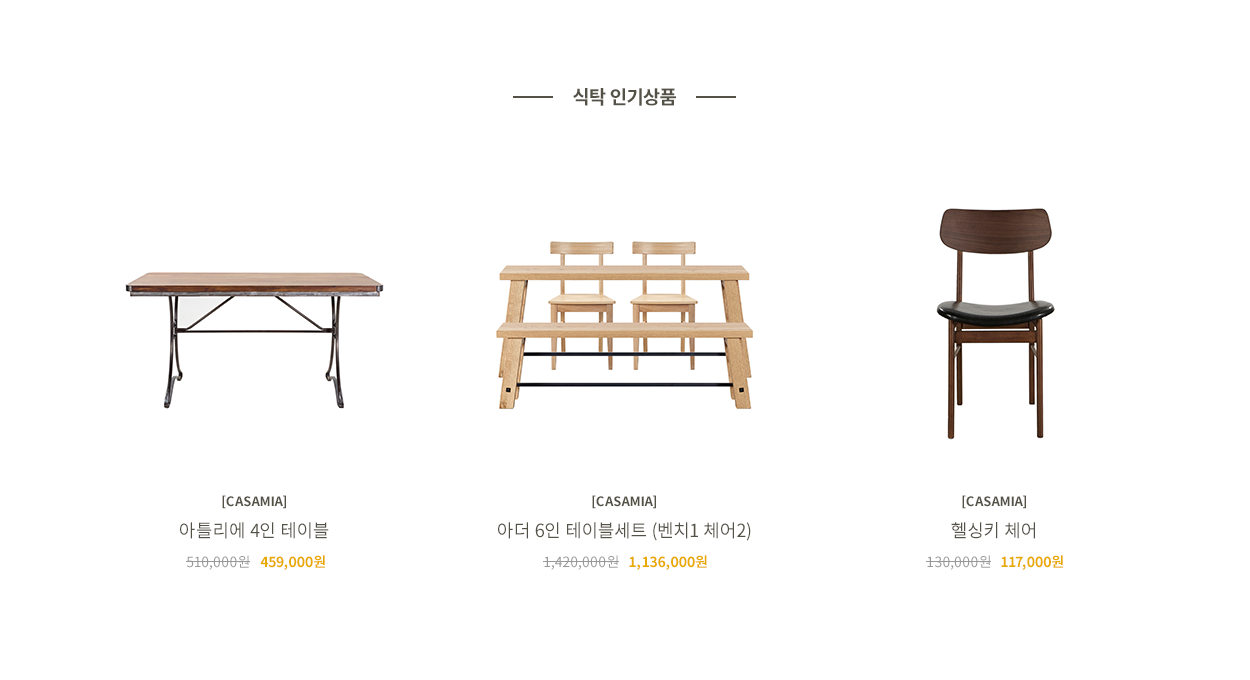 식탁 인기상품
[CASAMIA]
아틀리에 4인 테이블
510,000원 459,000원
[CASAMIA]
아더 6인 테이블세트 (벤치1 체어2)
1,420,000원 1,136,000원
[CASAMIA]
헬싱키 체어
130,000원 117,000원